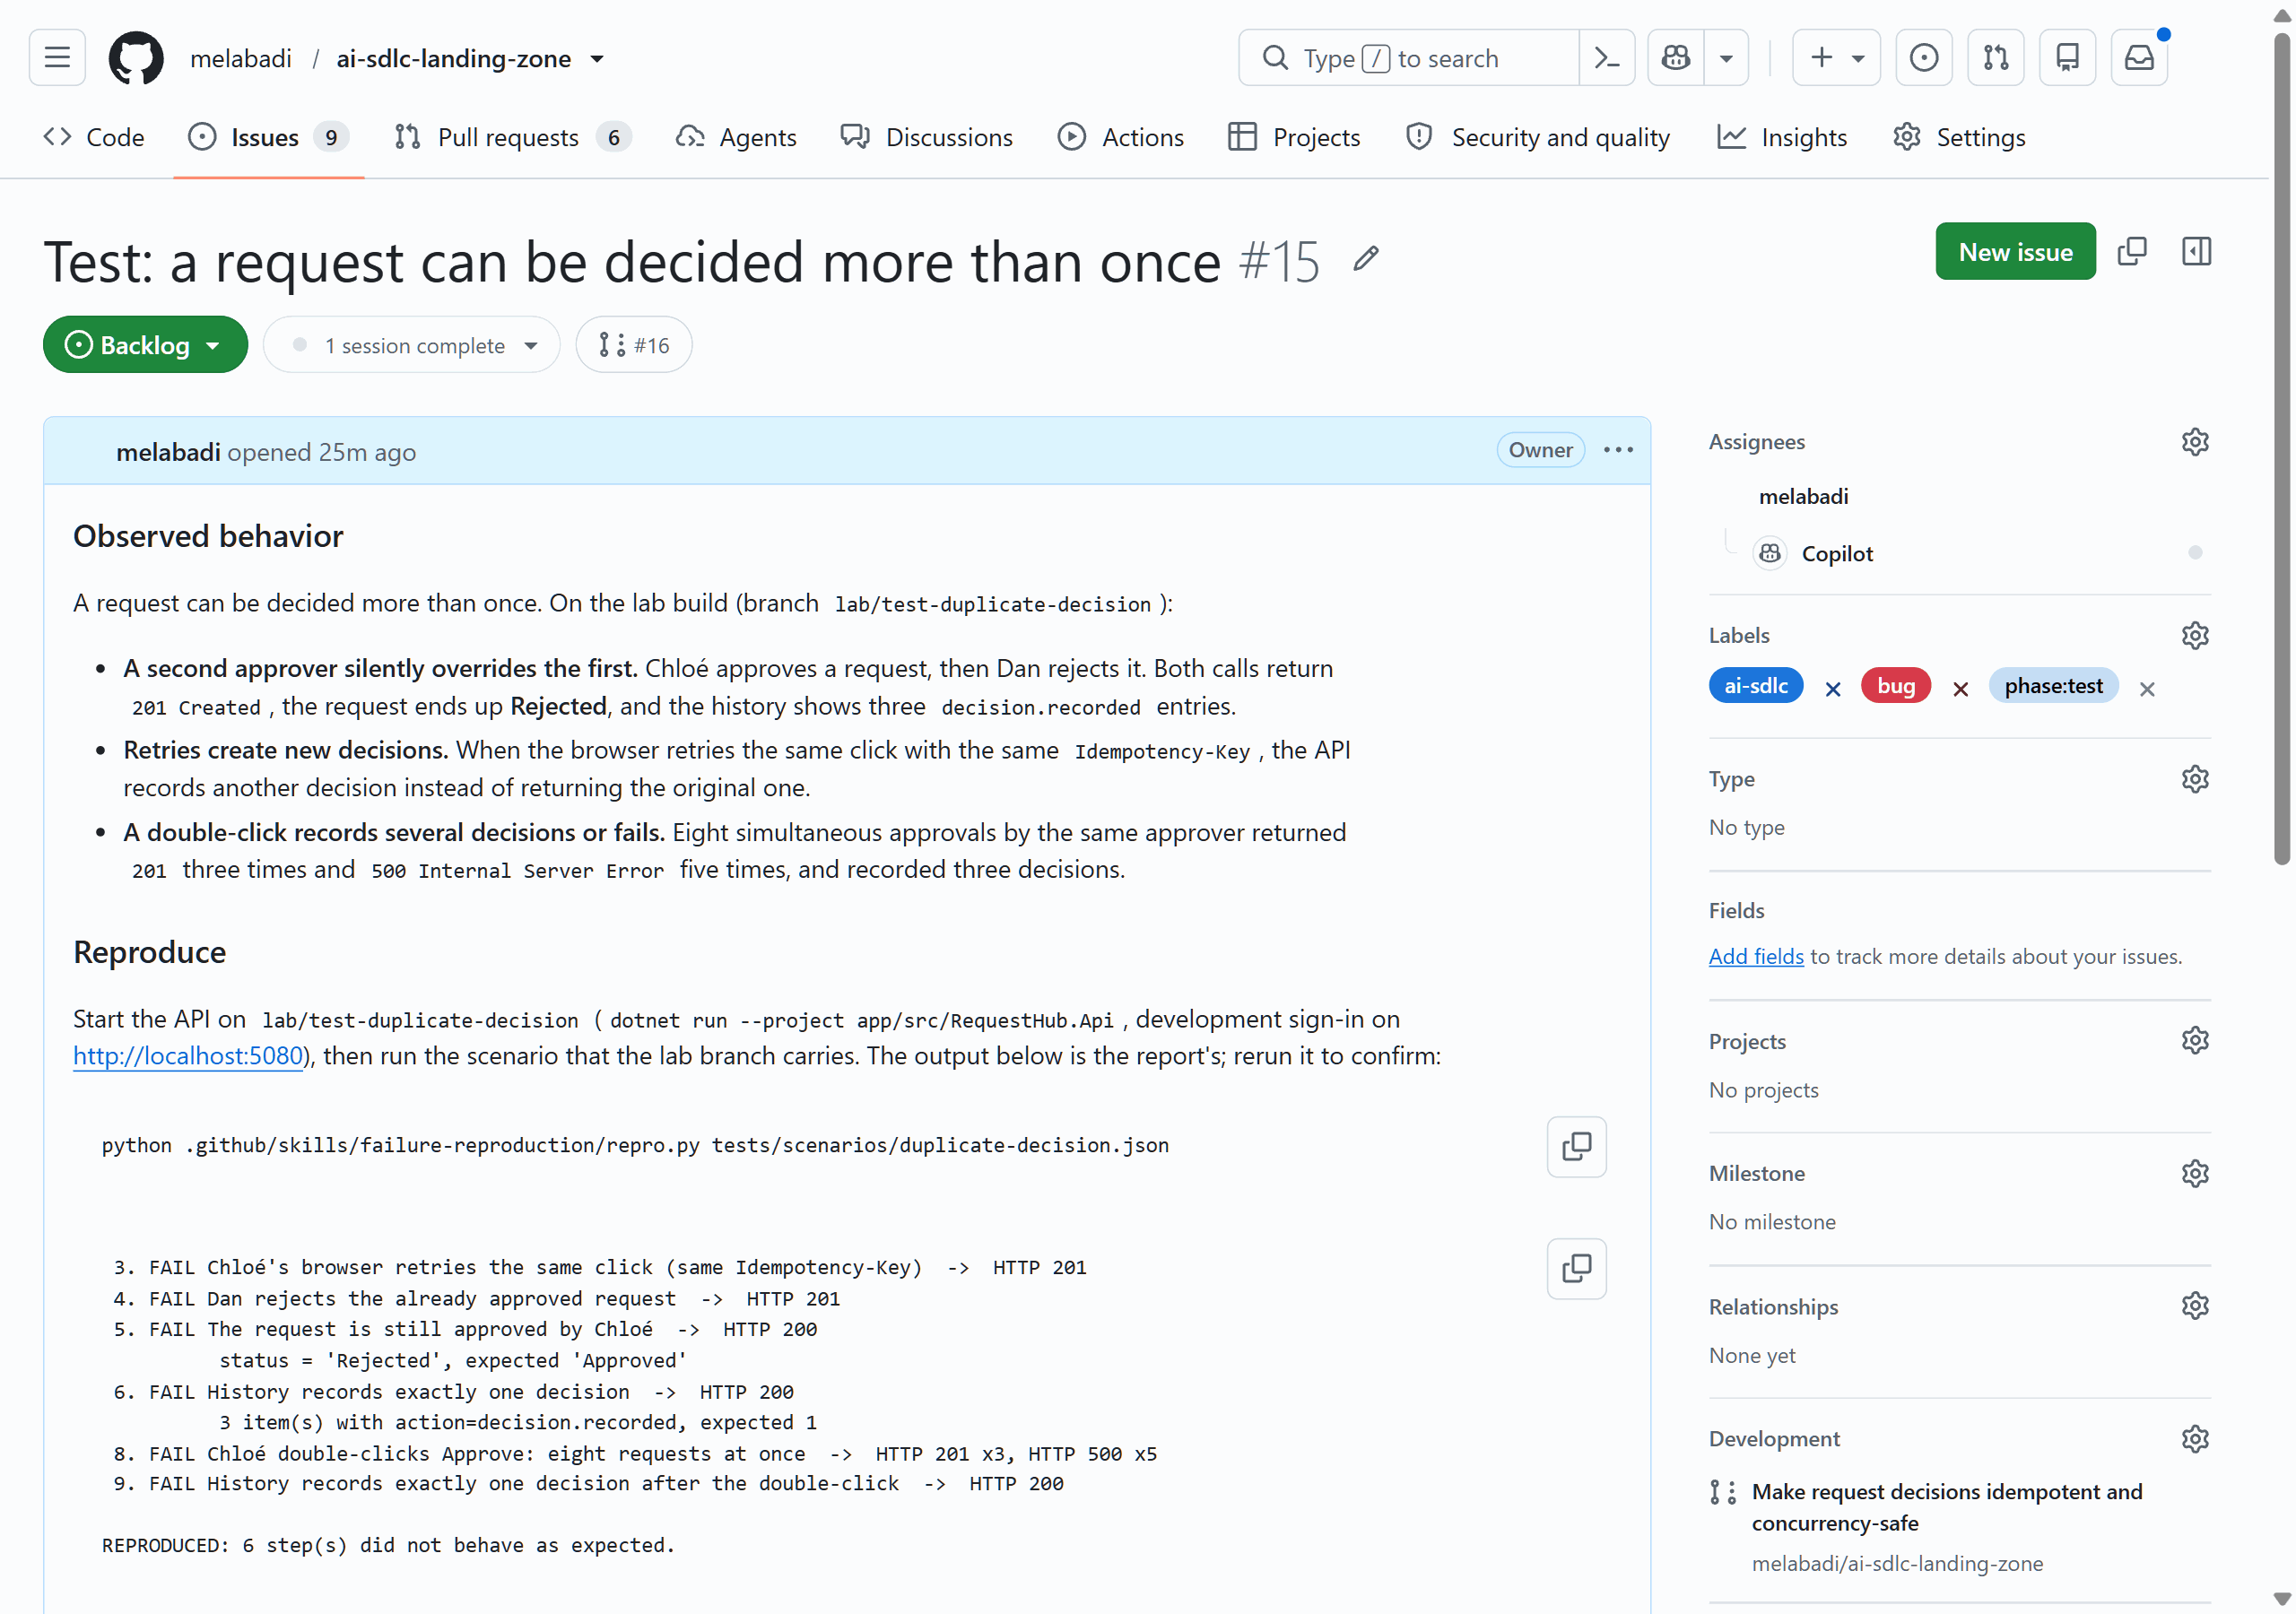 melabadi / ai-sdlc-landing-zone
Type / to search
Code
Issues 9
Pull requests 6
Agents
Discussions
Actions
Projects
Security and quality
Insights
Settings
Test: a request can be decided more than once #15
New issue
Backlog
1 session complete
#16
melabadi opened 25m ago
Owner
Observed behavior
A request can be decided more than once. On the lab build (branch lab/test-duplicate-decision ):
• A second approver silently overrides the first. Chloé approves a request, then Dan rejects it. Both calls return
201 Created , the request ends up Rejected, and the history shows three decision.recorded entries.
• Retries create new decisions. When the browser retries the same click with the same Idempotency-Key , the API
records another decision instead of returning the original one.
• A double-click records several decisions or fails. Eight simultaneous approvals by the same approver returned
201 three times and 500 Internal Server Error five times, and recorded three decisions.
Reproduce
Start the API on lab/test-duplicate-decision ( dotnet run --project app/src/RequestHub.Api , development sign-in on
http://localhost:5080), then run the scenario that the lab branch carries. The output below is the report's; rerun it to confirm:
python .github/skills/failure-reproduction/repro.py tests/scenarios/duplicate-decision.json
3. FAIL Chloé's browser retries the same click (same Idempotency-Key) -> HTTP 201
4. FAIL Dan rejects the already approved request -> HTTP 201
5. FAIL The request is still approved by Chloé -> HTTP 200
status = 'Rejected', expected 'Approved'
6. FAIL History records exactly one decision -> HTTP 200
3 item(s) with action=decision.recorded, expected 1
8. FAIL Chloé double-clicks Approve: eight requests at once -> HTTP 201 x3, HTTP 500 x5
9. FAIL History records exactly one decision after the double-click -> HTTP 200
REPRODUCED: 6 step(s) did not behave as expected.
Assignees
melabadi
Copilot
Labels
ai-sdlc × bug × phase:test ×
Type
No type
Fields
Add fields to track more details about your issues.
Projects
No projects
Milestone
No milestone
Relationships
None yet
Development
Make request decisions idempotent and
concurrency-safe
melabadi/ai-sdlc-landing-zone